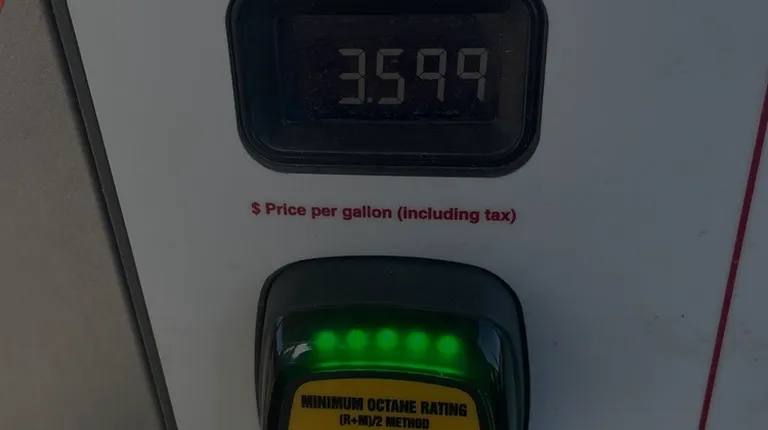 3.599
$ Price per gallon (including tax)
MINIMUM OCTANE RATING
(R+M)/2 METHOD